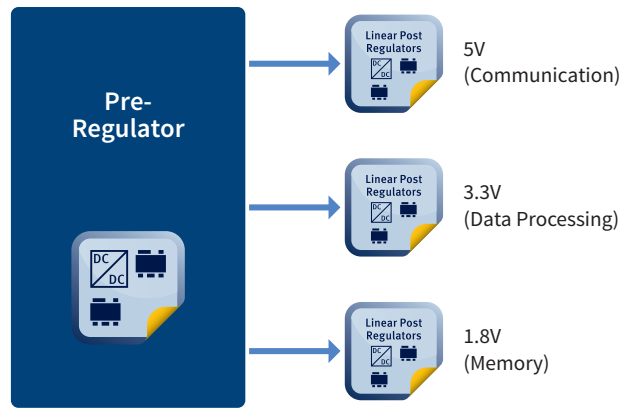 Pre-
Regulator
DC
DC
Linear Post
Regulators
DC
DC
5V
(Communication)
Linear Post
Regulators
DC
DC
3.3V
(Data Processing)
Linear Post
Regulators
DC
DC
1.8V
(Memory)